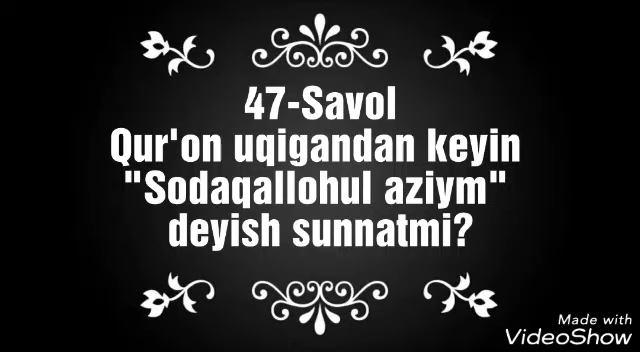 47-Savol
Qur'on uqigandan keyin
"Sodaqallohul aziym"
deyish sunnatmi?
Made with
VideoShow